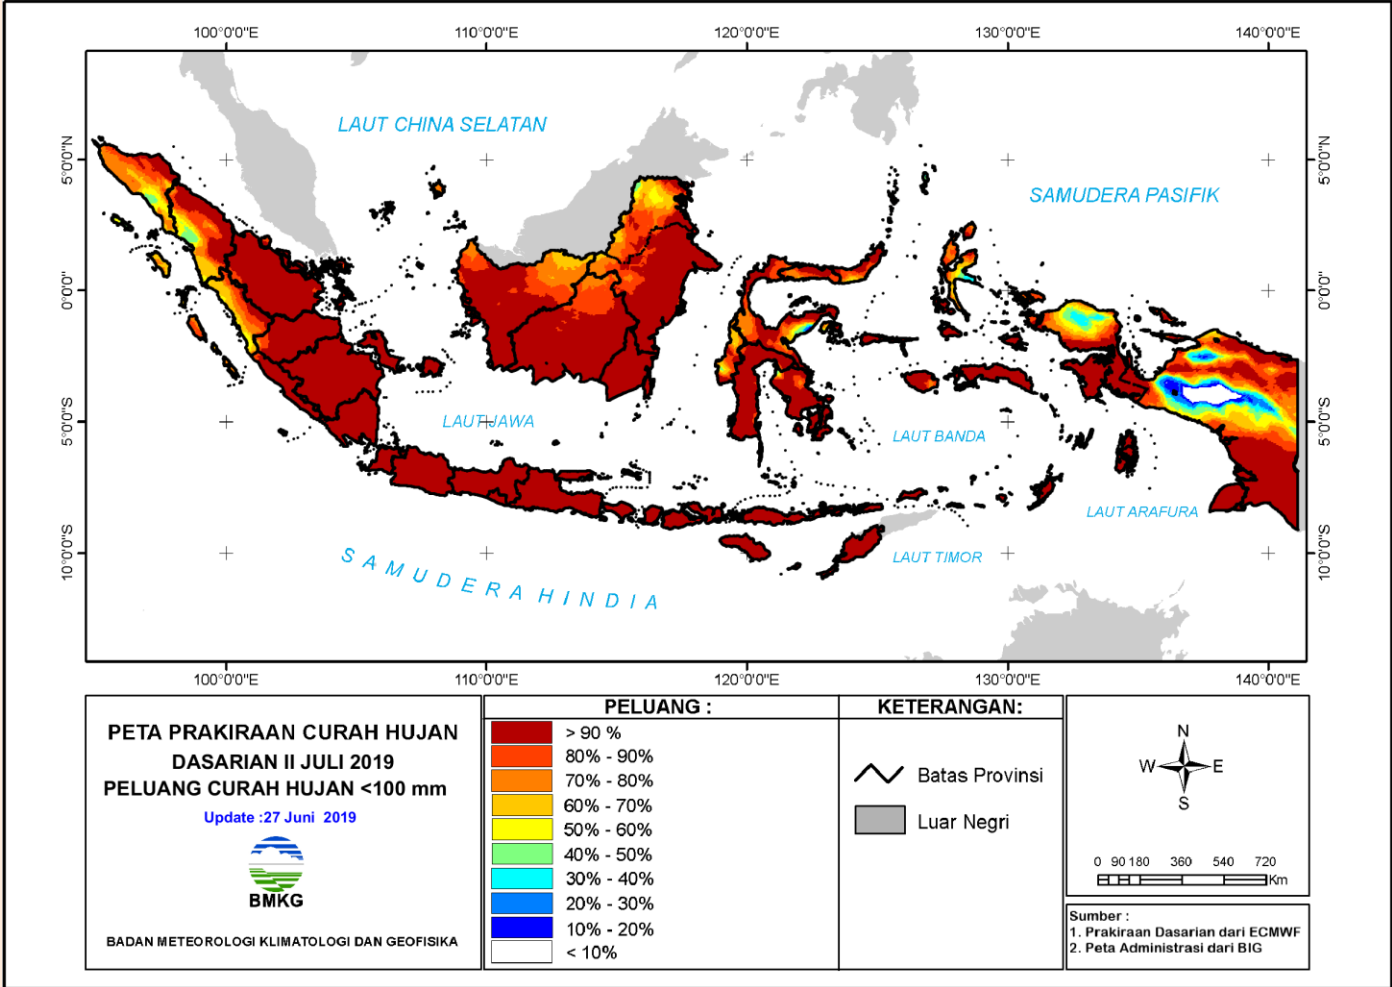 100°0'0"E 110°0'0"E 120°0'0"E 130°0'0"E 140°0'0"E
5°0'0"N 5°0'0"N
LAUT CHINA SELATAN
SAMUDERA PASIFIK
0°0'0" 0°0'0"
LAUT JAWA
LAUT BANDA
5°0'0"S 5°0'0"S
LAUT ARAFURA
LAUT TIMOR
10°0'0"S 10°0'0"S
SAMUDERA HINDIA
100°0'0"E 110°0'0"E 120°0'0"E 130°0'0"E 140°0'0"E
PETA PRAKIRAAN CURAH HUJAN
DASARIAN II JULI 2019
PELUANG CURAH HUJAN <100 mm
Update :27 Juni 2019
BMKG
BADAN METEOROLOGI KLIMATOLOGI DAN GEOFISIKA
PELUANG :
> 90 %
80% - 90%
70% - 80%
60% - 70%
50% - 60%
40% - 50%
30% - 40%
20% - 30%
10% - 20%
< 10%
KETERANGAN:
Batas Provinsi
Luar Negri
N
W E
S
0 90 180 360 540 720
Km
Sumber :
1. Prakiraan Dasarian dari ECMWF
2. Peta Administrasi dari BIG